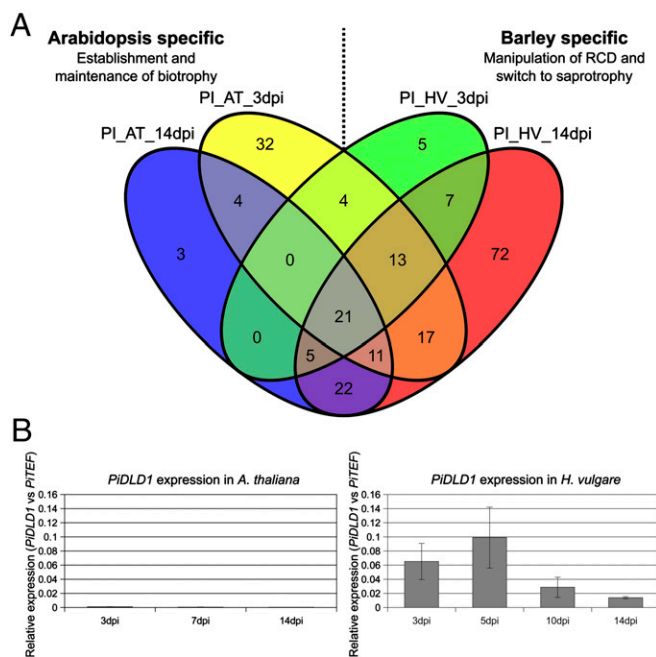 A
Arabidopsis specific
Establishment and
maintenance of biotrophy
Barley specific
Manipulation of RCD and
switch to saprotrophy
PI_AT_3dpi
PI_HV_3dpi
PI_AT_14dpi
PI_HV_14dpi
32
5
4
4
7
3
0
13
72
21
0
17
5
11
22
B
PiDLD1 expression in A. thaliana
Relative expression (PiDLD1 vs PiTEF)
0.16
0.14
0.12
0.1
0.08
0.06
0.04
0.02
0
3dpi 7dpi 14dpi
PiDLD1 expression in H. vulgare
Relative expression (PiDLD1 vs PiTEF)
0.16
0.14
0.12
0.1
0.08
0.06
0.04
0.02
0
3dpi 5dpi 10dpi 14dpi